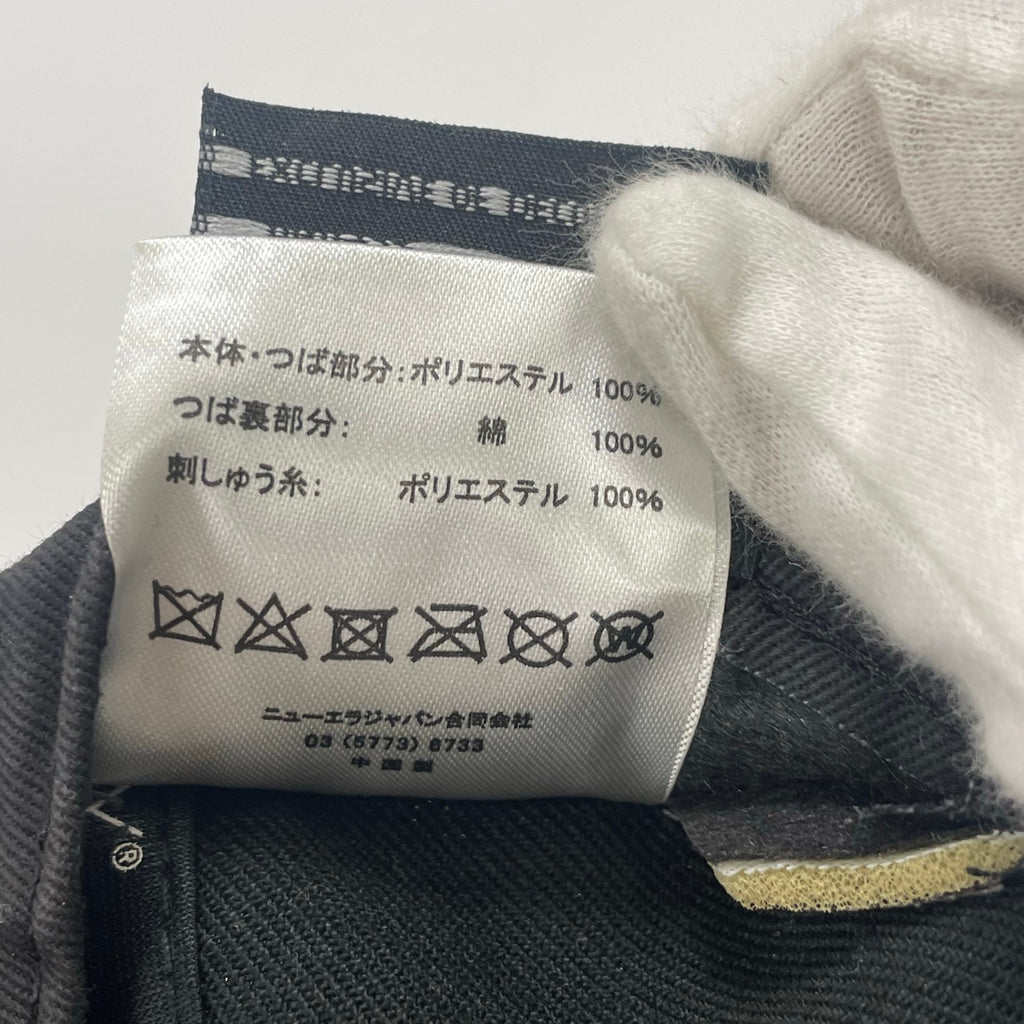 本体・つば部分:ポリエステル 100%
つば裏部分: 綿 100%
刺しゅう糸: ポリエステル 100%
W
ニューエラジャパン合同会社
03 (5773) 8733
中国製
®